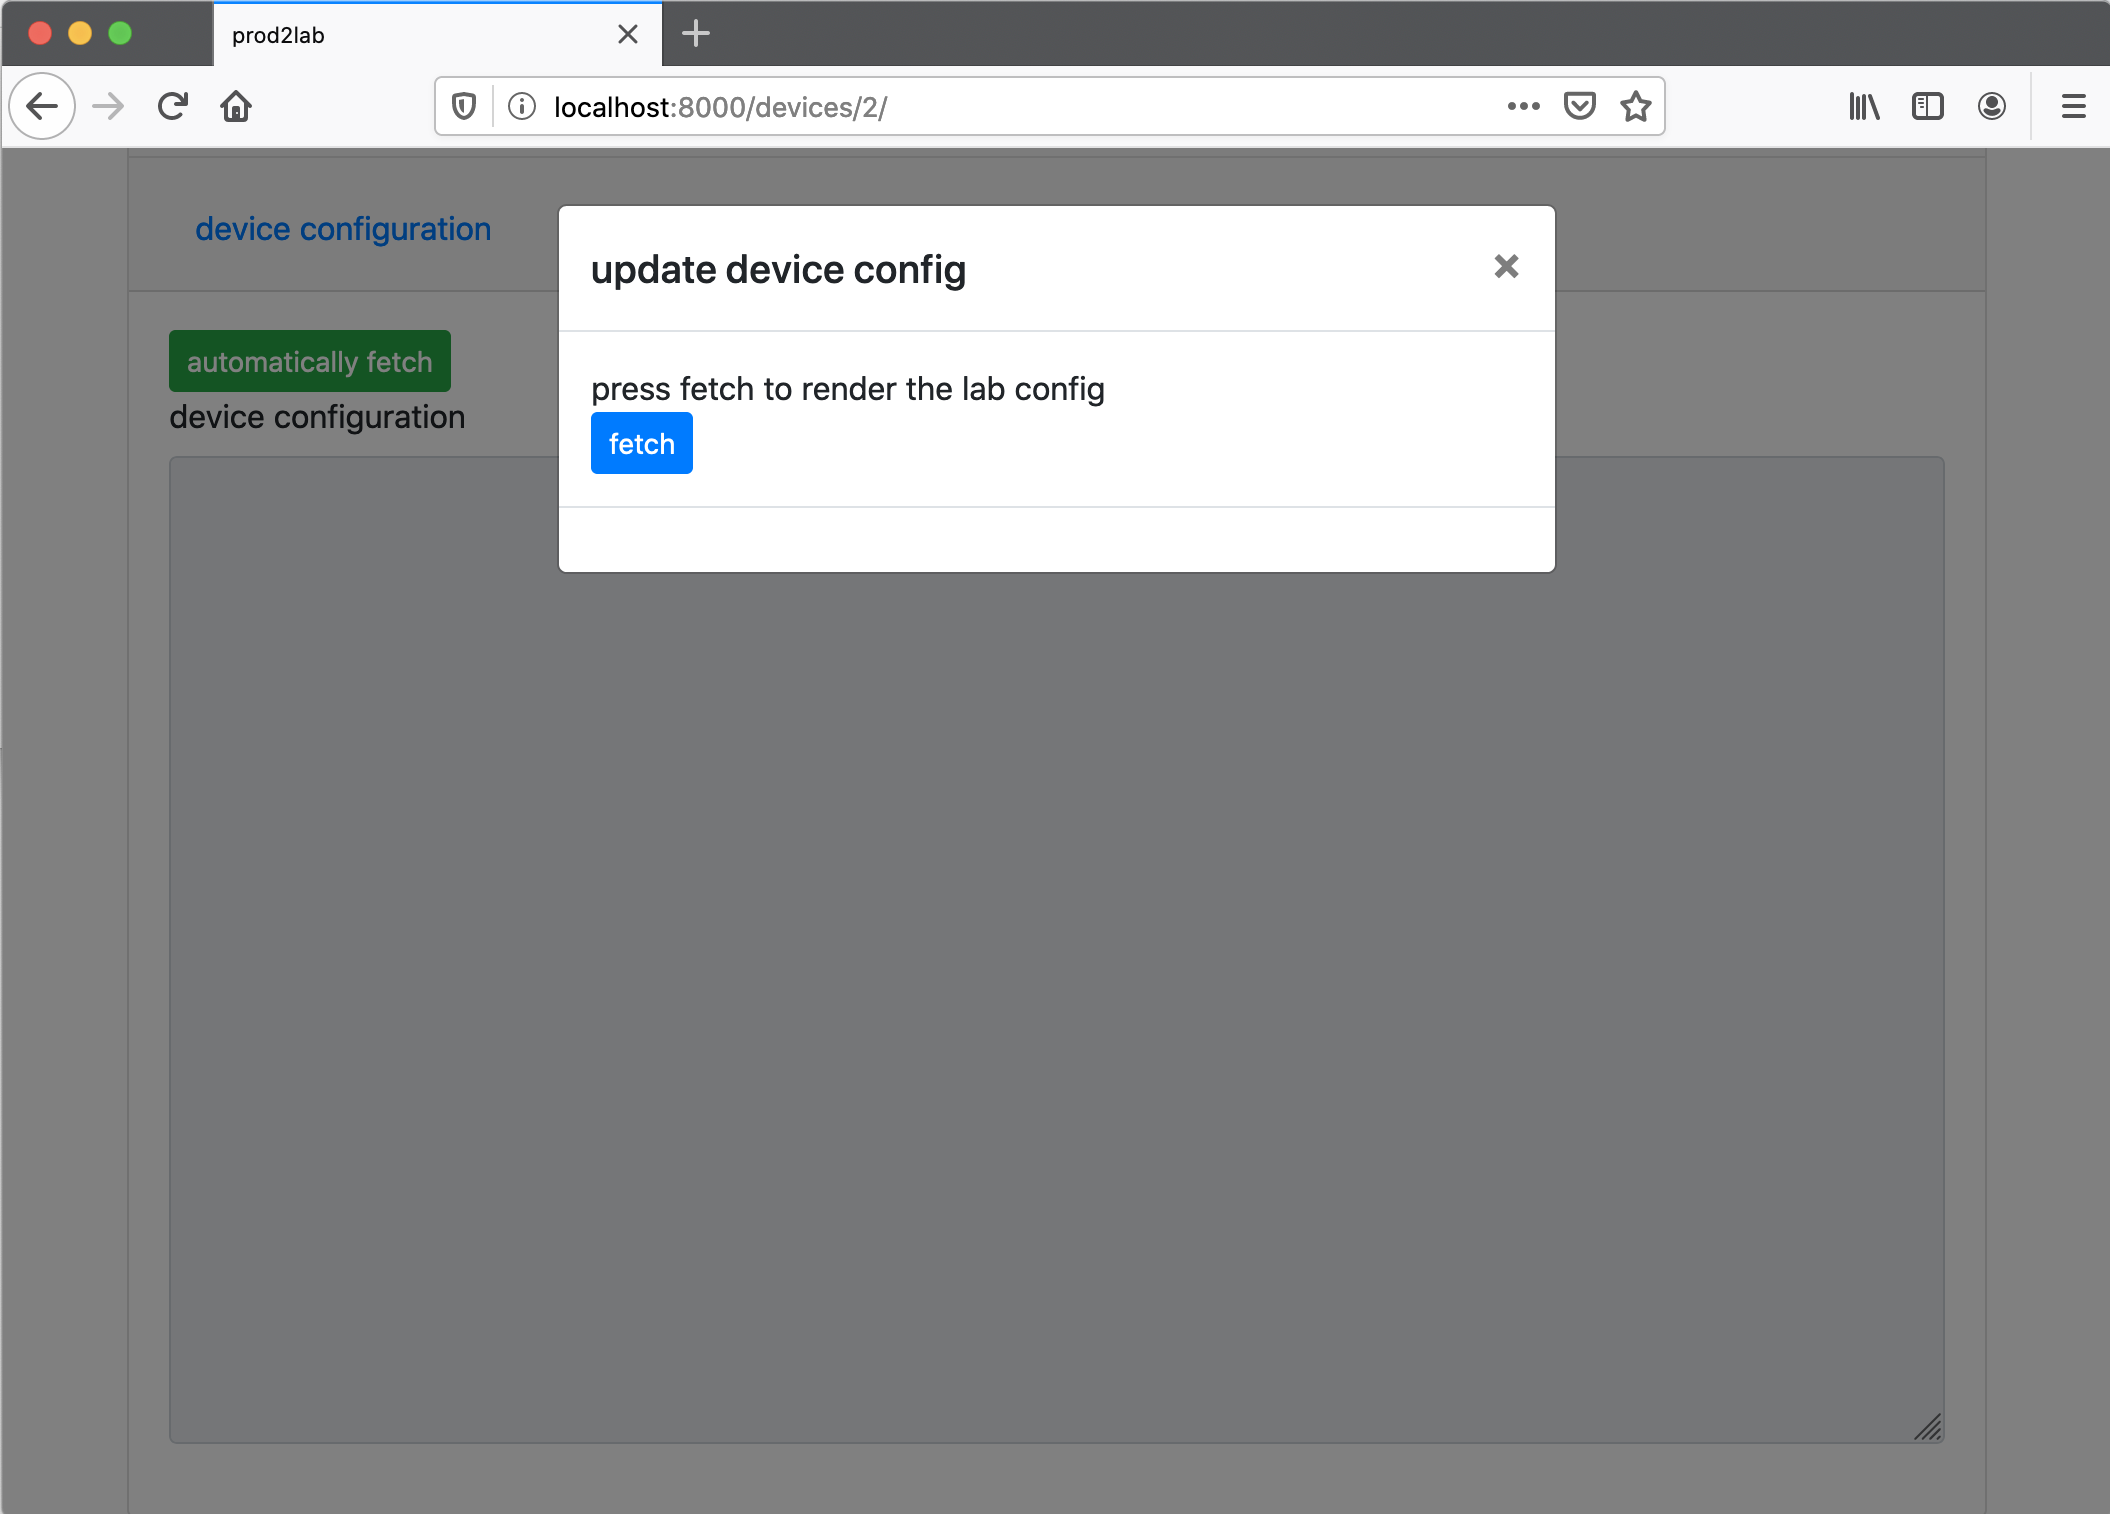 prod2lab
localhost:8000/devices/2/
device configuration
update device config
press fetch to render the lab config
fetch
automatically fetch
device configuration